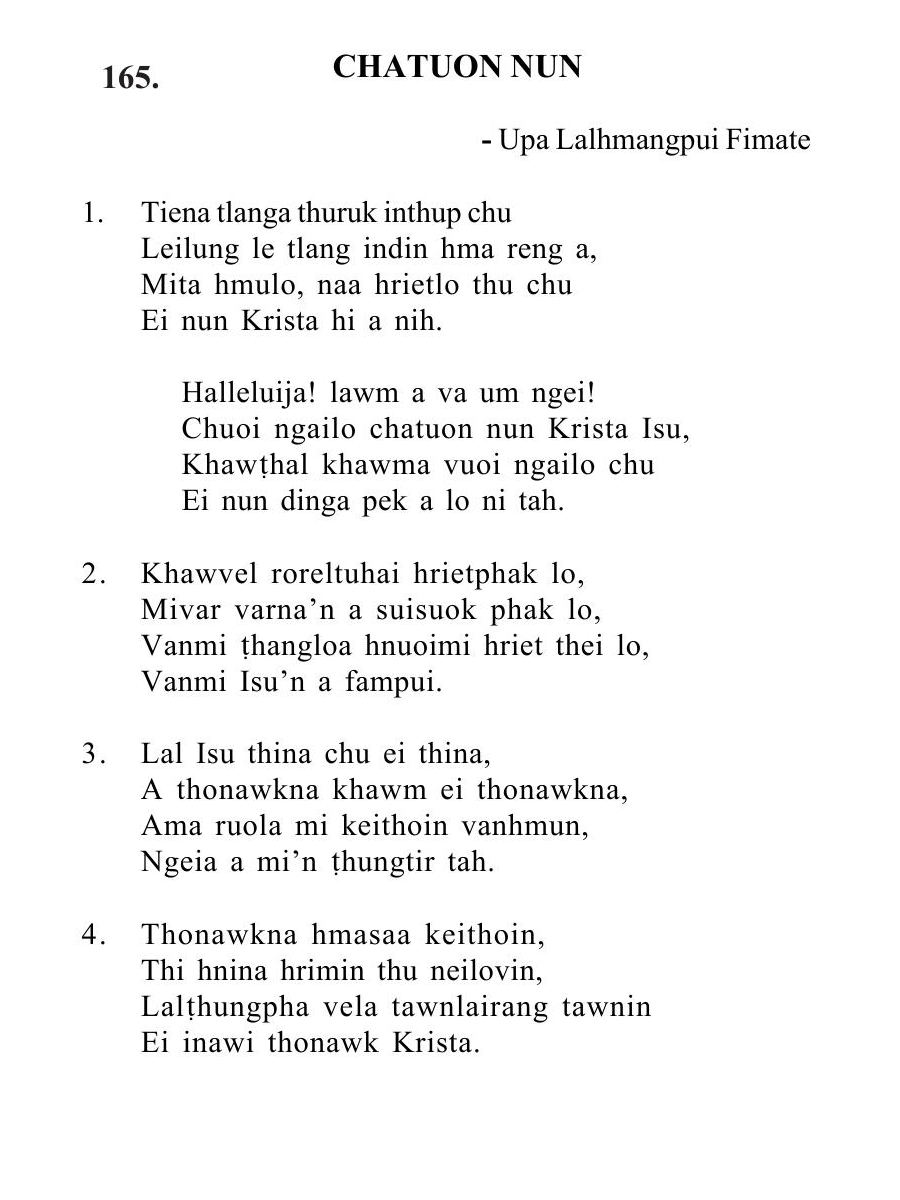 165.
CHATUON NUN
- Upa Lalhmangpui Fimate
1. Tiena tlanga thuruk inthup chu
Leilung le tlang indin hma reng a,
Mita hmulo, naa hrietlo thu chu
Ei nun Krista hi a nih.
Halleluija! lawm a va um ngei!
Chuoi ngailo chatuon nun Krista Isu,
Khawṭhal khawma vuoi ngailo chu
Ei nun dinga pek a lo ni tah.
2. Khawvel roreltuhai hrietphak lo,
Mivar varna’n a suisuok phak lo,
Vanmi ṭhangloa hnuoimi hriet thei lo,
Vanmi Isu’n a fampui.
3. Lal Isu thina chu ei thina,
A thonawkna khawm ei thonawkna,
Ama ruola mi keithoin vanhmun,
Ngeia a mi’n ṭhungtir tah.
4. Thonawkna hmasaa keithoin,
Thi hnina hrimin thu neilovin,
Lalṭhungpha vela tawnlairang tawnin
Ei inawi thonawk Krista.